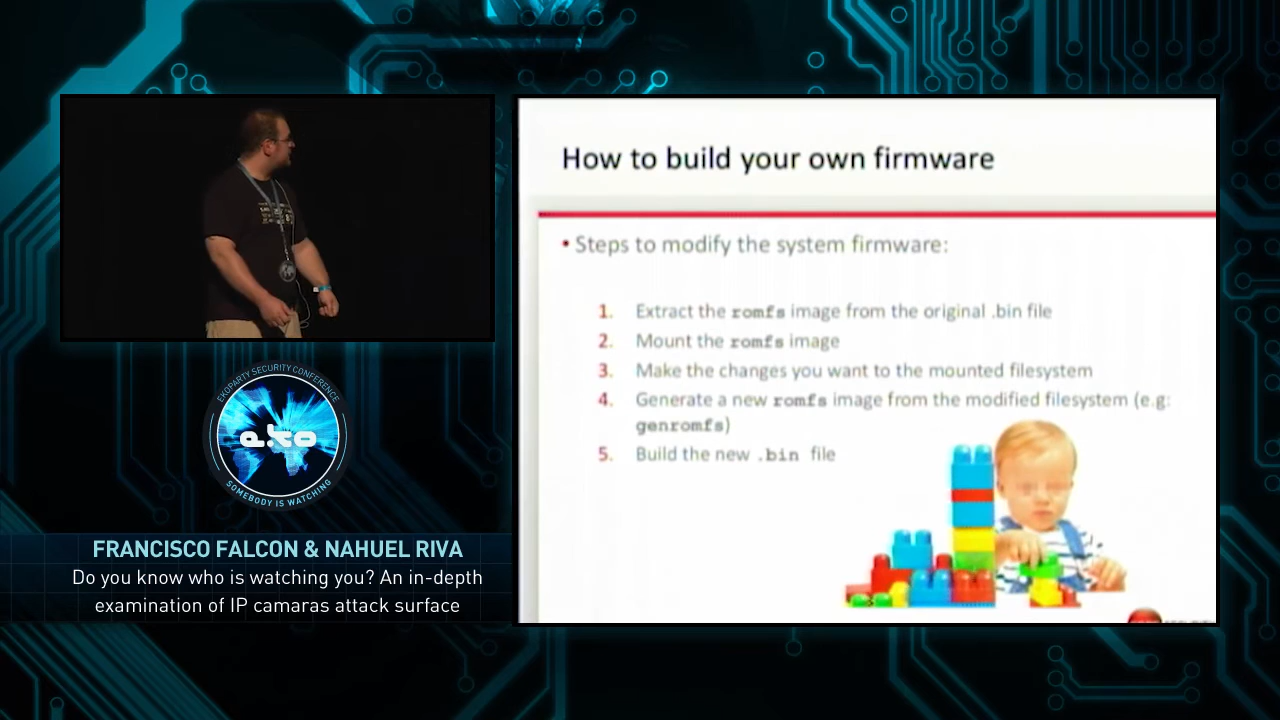 How to build your own firmware
• Steps to modify the system firmware:
1. Extract the romfs image from the original .bin file
2. Mount the romfs image
3. Make the changes you want to the mounted filesystem
4. Generate a new romfs image from the modified filesystem (e.g:
genromfs)
5. Build the new .bin file
EKOPARTY SECURITY CONFERENCE
eko
SOMEBODY IS WATCHING
FRANCISCO FALCON & NAHUEL RIVA
Do you know who is watching you? An in-depth
examination of IP camaras attack surface